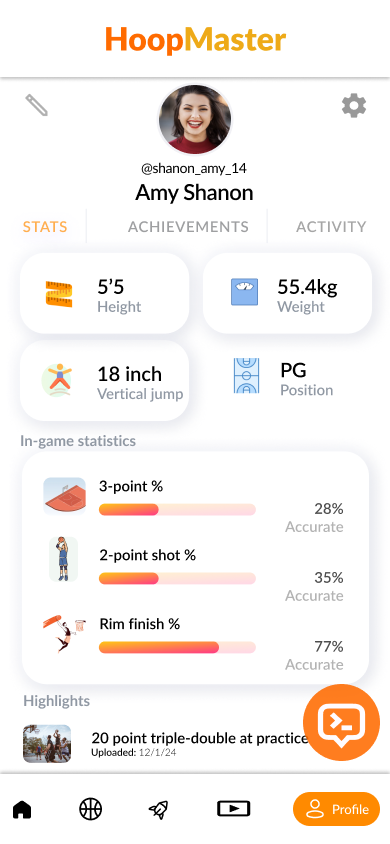 HoopMaster
@shanon_amy_14
Amy Shanon
STATS ACHIEVEMENTS ACTIVITY
5’5
Height
55.4kg
Weight
18 inch
Vertical jump
PG
Position
In-game statistics
3-point %
28%
Accurate
2-point shot %
35%
Accurate
Rim finish %
77%
Accurate
Highlights
20 point triple-double at practice
Uploaded: 12/1/24
Profile